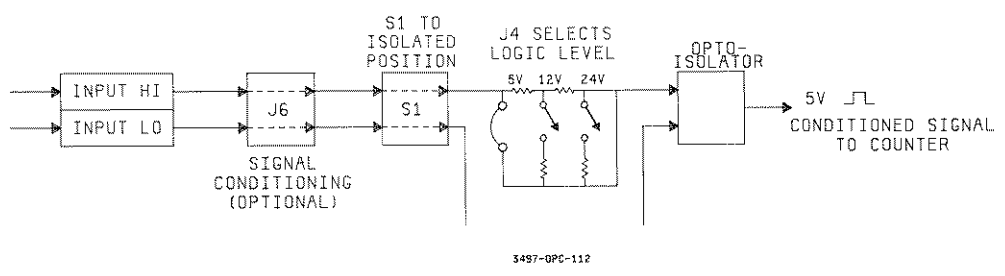 S1 TO
ISOLATED
POSITION
J4 SELECTS
LOGIC LEVEL
OPTO-
ISOLATOR
5V 12V 24V
INPUT HI
INPUT LO
J6
S1
5V
CONDITIONED SIGNAL
TO COUNTER
SIGNAL
CONDITIONING
(OPTIONAL)
3497-OPC-112